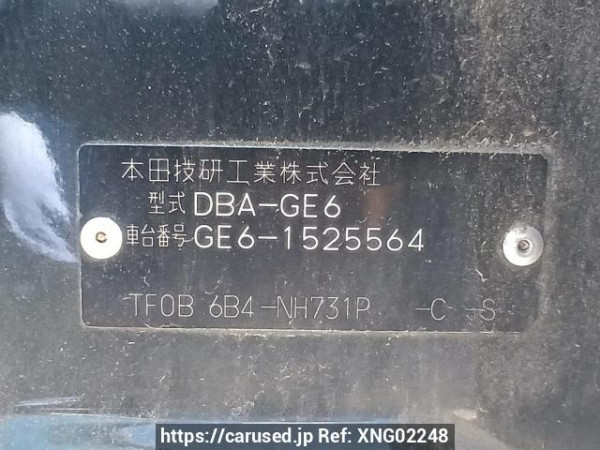 本田技研工業株式会社
型式 DBA-GE6
車台番号 GE6-1525564
TF0B 6B4-NH731P -C -S
https://carused.jp Ref: XNG02248